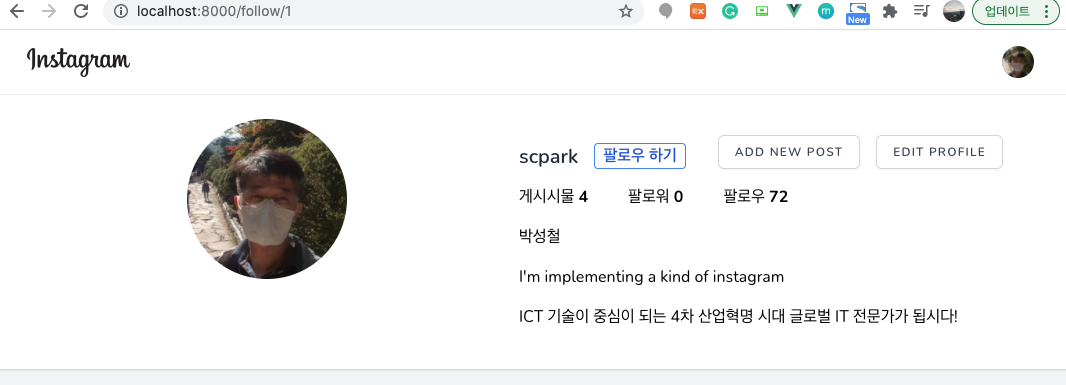 localhost:8000/follow/1
New
업데이트
Instagram
scpark 팔로우 하기 ADD NEW POST EDIT PROFILE
게시시물 4 팔로워 0 팔로우 72
박성철
I'm implementing a kind of instagram
ICT 기술이 중심이 되는 4차 산업혁명 시대 글로벌 IT 전문가가 됩시다!